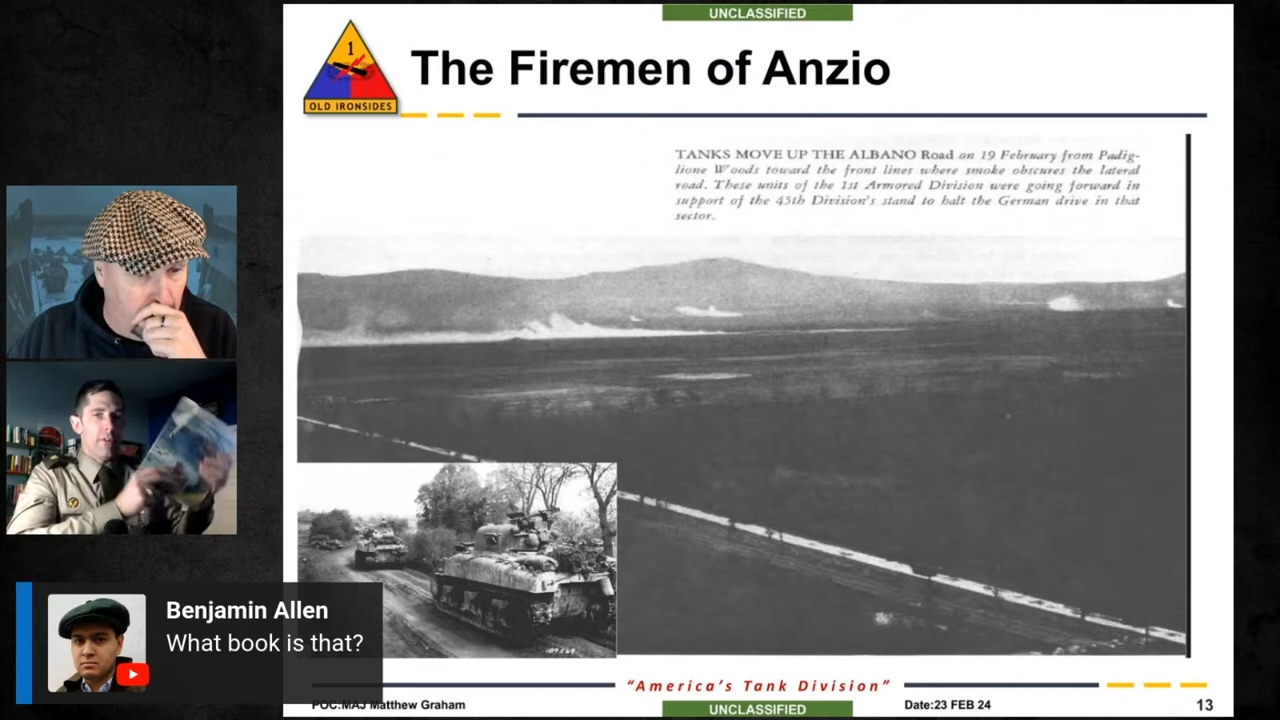 UNCLASSIFIED
1
OLD IRONSIDES
The Firemen of Anzio
TANKS MOVE UP THE ALBANO Road on 19 February from Padig-
lione Woods toward the front lines where smoke obscures the lateral
road. These units of the 1st Armored Division were going forward in
support of the 45th Division's stand to halt the German drive in that
sector.
Benjamin Allen
What book is that?
"America's Tank Division"
POC:MAJ Matthew Graham
UNCLASSIFIED
Date:23 FEB 24
13